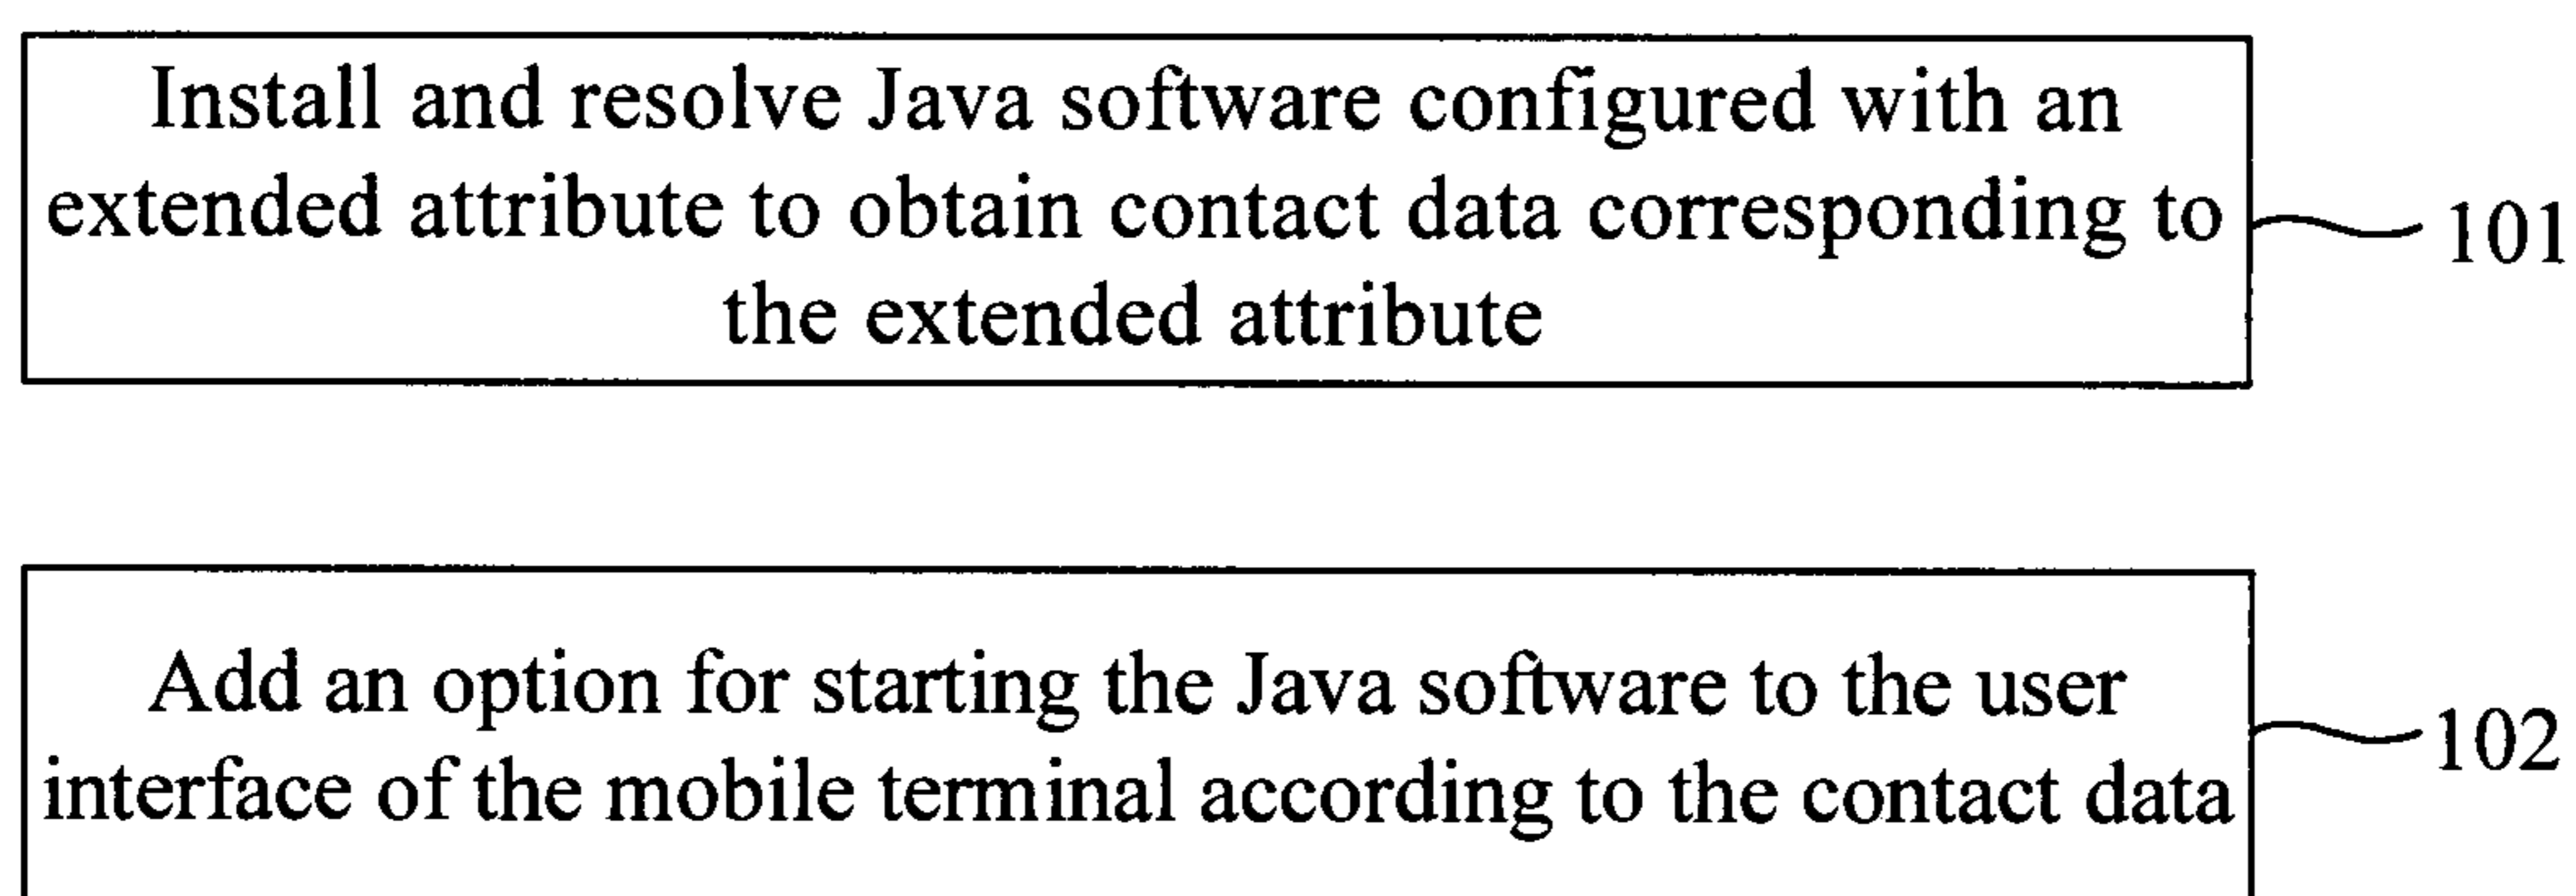 Install and resolve Java software configured with an
extended attribute to obtain contact data corresponding to
the extended attribute
101
Add an option for starting the Java software to the user
interface of the mobile terminal according to the contact data
102